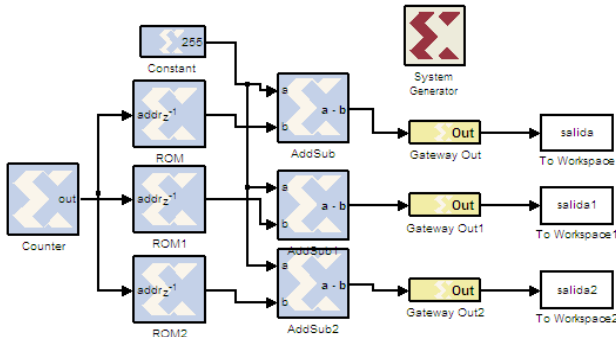 255
Constant
System
Generator
addr z-1
ROM
a
b
a - b
AddSub
Out
Gateway Out
salida
To Workspace
out
Counter
addr z-1
ROM1
a
b
a - b
AddSub1
Out
Gateway Out1
salida1
To Workspace1
addr z-1
ROM2
a
b
a - b
AddSub2
Out
Gateway Out2
salida2
To Workspace2